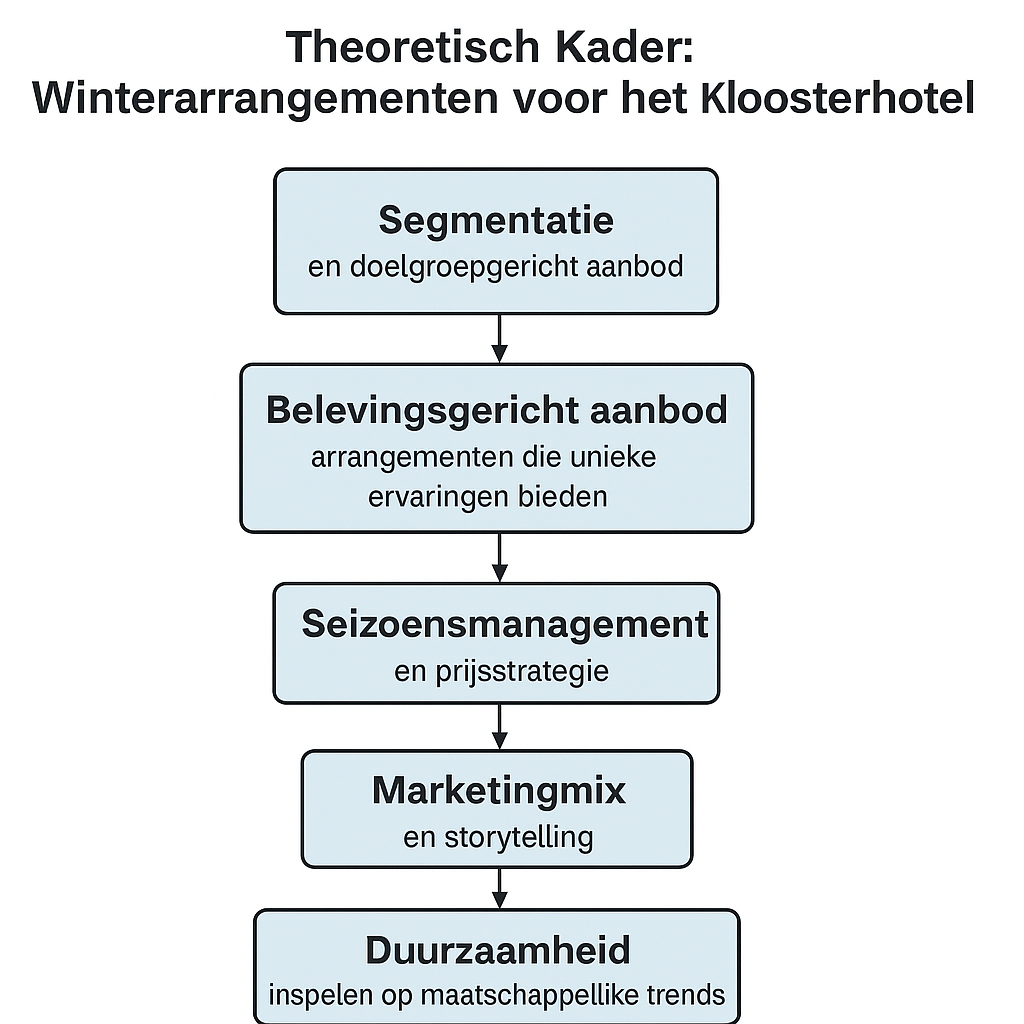 Theoretisch Kader:
Winterarrangementen voor het Kloosterhotel
Segmentatie
en doelgroepgericht aanbod
Belevingsgericht aanbod
arrangementen die unieke
ervaringen bieden
Seizoensmanagement
en prijsstrategie
Marketingmix
en storytelling
Duurzaamheid
inspelen op maatschappellike trends